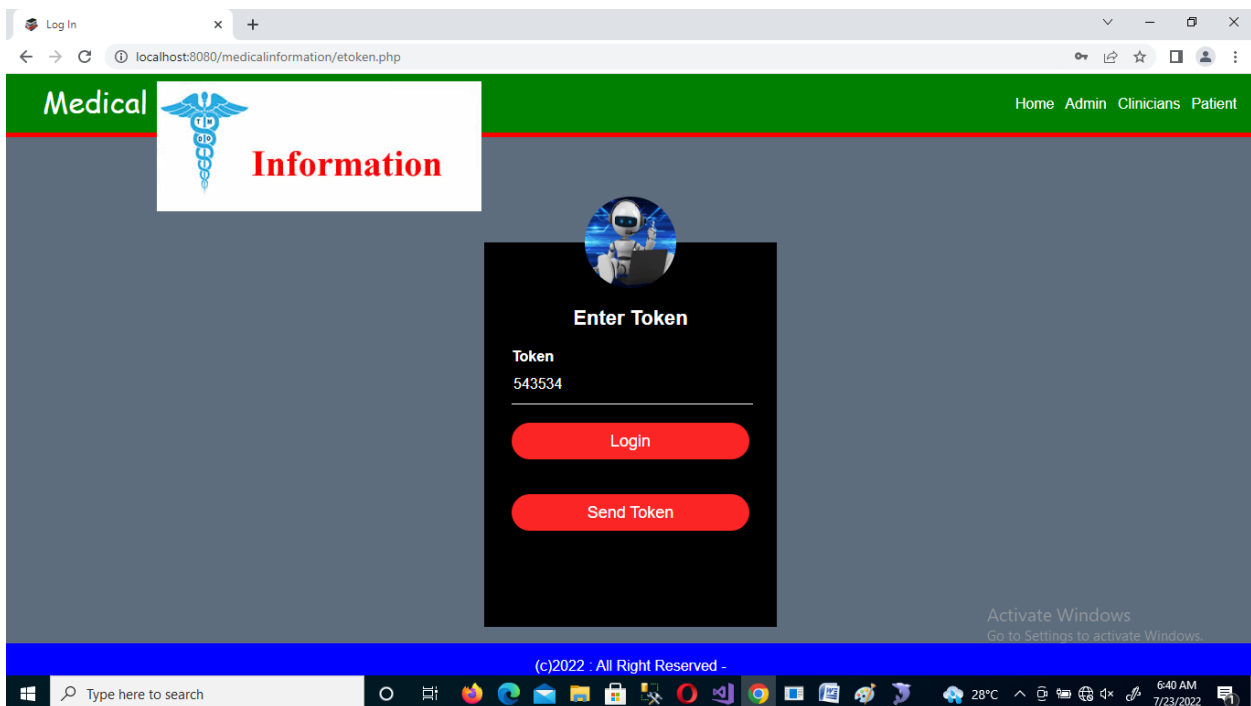 Log In
localhost:8080/medicalinformation/etoken.php
Medical
Information
Home Admin Clinicians Patient
Enter Token
Token
543534
Login
Send Token
Activate Windows
Go to Settings to activate Windows.
(c)2022 : All Right Reserved -
Type here to search
28°C
6:40 AM
7/23/2022